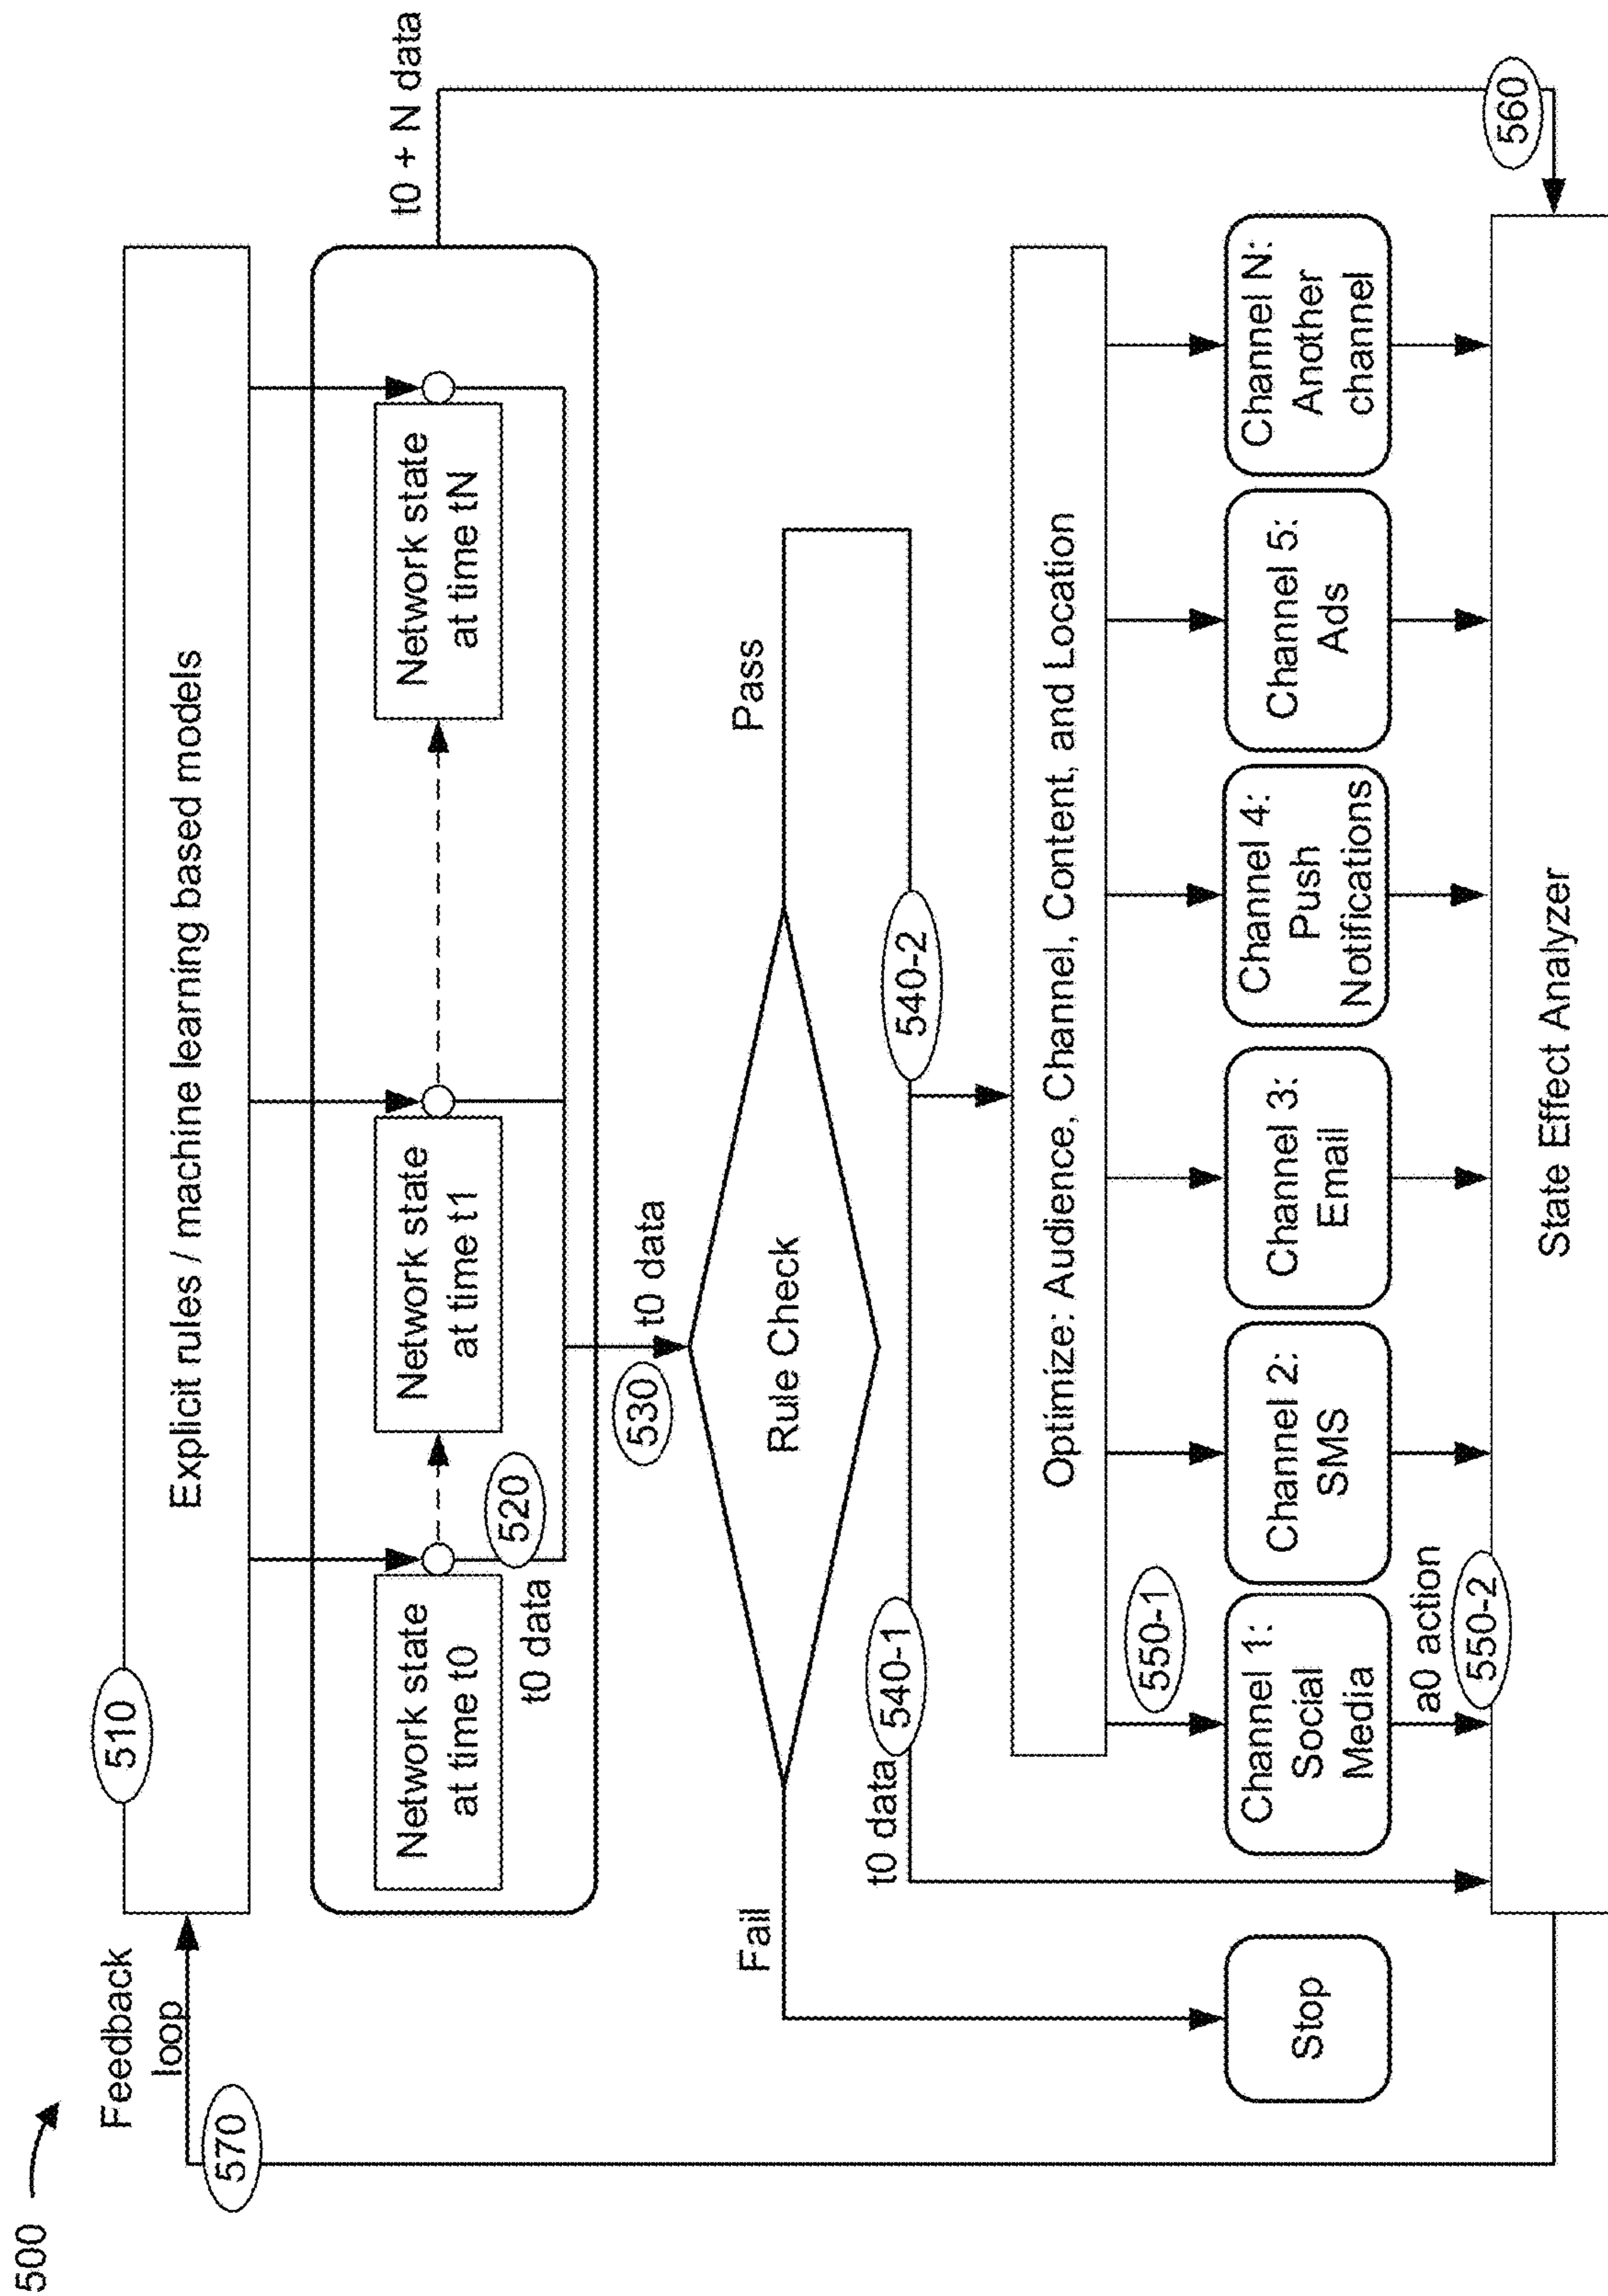 500
Feedback
loop
570
510
Explicit rules / machine learning based models
Network state
at time t0
Network state
at time t1
Network state
at time tN
t0 + N data
t0 data
520
530
t0 data
Rule Check
Fail
Pass
t0 data
540-1
540-2
Optimize: Audience, Channel, Content, and Location
550-1
Stop
Channel 1:
Social
Media
Channel 2:
SMS
Channel 3:
Email
Channel 4:
Push
Notifications
Channel 5:
Ads
Channel N:
Another
channel
a0 action
550-2
560
State Effect Analyzer